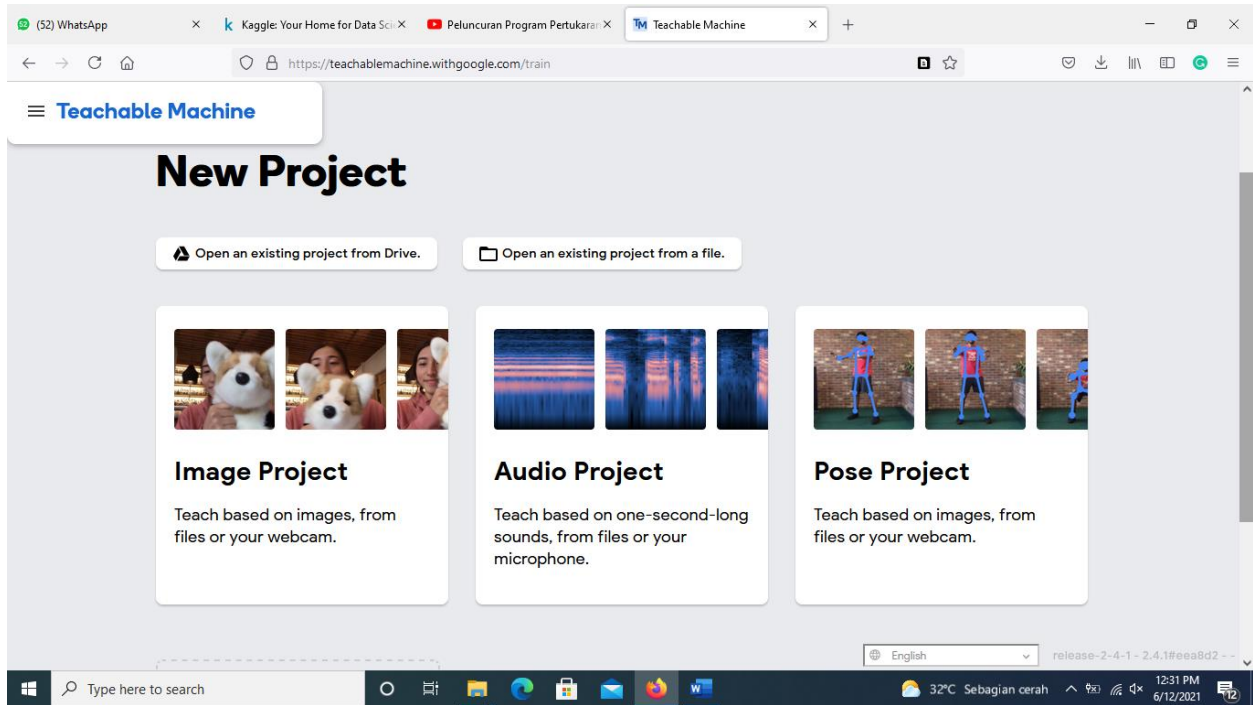 (52) WhatsApp
Kaggle: Your Home for Data Scie
Peluncuran Program Pertukaran
Teachable Machine
https://teachablemachine.withgoogle.com/train
Teachable Machine
New Project
Open an existing project from Drive.
Open an existing project from a file.
Image Project
Teach based on images, from
files or your webcam.
Audio Project
Teach based on one-second-long
sounds, from files or your
microphone.
Pose Project
Teach based on images, from
files or your webcam.
English
release-2-4-1 - 2.4.1#eea8d2 - -
Type here to search
32°C Sebagian cerah
12:31 PM
6/12/2021
12